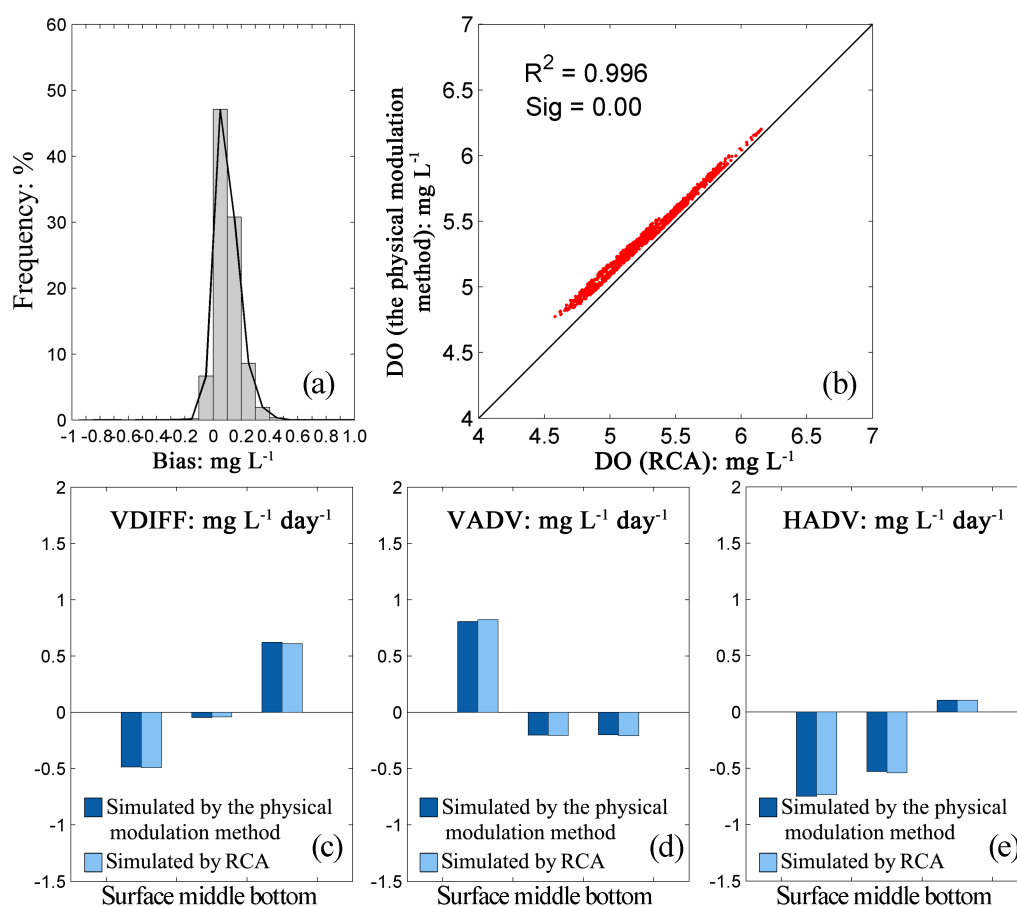 60
50
40
30
20
10
0
Frequency: %
(a)
-1 -0.8-0.6-0.4-0.2 0 0.2 0.4 0.6 0.8 1.0
Bias: mg L-1
7
6.5
6
5.5
5
4.5
4
DO (the physical modulation
method): mg L-1
R2 = 0.996
Sig = 0.00
(b)
4 4.5 5 5.5 6 6.5 7
DO (RCA): mg L-1
2
1.5
1
0.5
0
-0.5
-1
-1.5
VDIFF: mg L-1 day-1
Simulated by the physical
modulation method
Simulated by RCA
(c)
Surface middle bottom
2
1.5
1
0.5
0
-0.5
-1
-1.5
VADV: mg L-1 day-1
Simulated by the physical
modulation method
Simulated by RCA
(d)
Surface middle bottom
2
1.5
1
0.5
0
-0.5
-1
-1.5
HADV: mg L-1 day-1
Simulated by the physical
modulation method
Simulated by RCA
(e)
Surface middle bottom